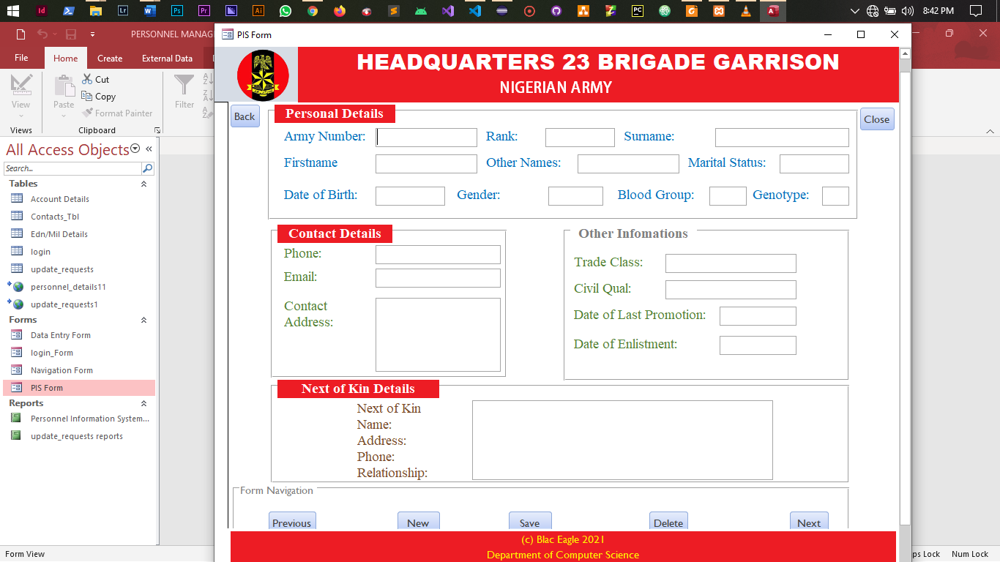 8:42 PM
PERSONNEL MANAG
PIS Form
File
Home
Create
External Data
View
Views
Paste
Cut
Copy
Format Painter
Clipboard
Filter
HEADQUARTERS 23 BRIGADE GARRISON
NIGERIAN ARMY
Back
Close
Personal Details
Army Number:
Rank:
Surname:
Firstname
Other Names:
Marital Status:
Date of Birth:
Gender:
Blood Group:
Genotype:
Contact Details
Phone:
Email:
Contact
Address:
Other Infomations
Trade Class:
Civil Qual:
Date of Last Promotion:
Date of Enlistment:
Next of Kin Details
Next of Kin
Name:
Address:
Phone:
Relationship:
Form Navigation
Previous
New
Save
Delete
Next
(c) Blac Eagle 2021
Department of Computer Science
All Access Objects
Search...
Tables
Account Details
Contacts_Tbl
Edn/Mil Details
login
update_requests
personnel_details11
update_requests1
Forms
Data Entry Form
login_Form
Navigation Form
PIS Form
Reports
Personnel Information System...
update_requests reports
Form View
ps Lock
Num Lock